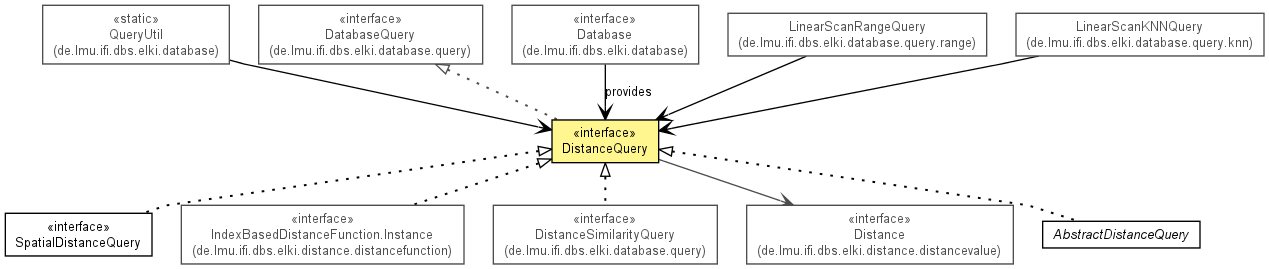 «static»
QueryUtil
(de.lmu.ifi.dbs.elki.database)
«interface»
DatabaseQuery
(de.lmu.ifi.dbs.elki.database.query)
«interface»
Database
(de.lmu.ifi.dbs.elki.database)
LinearScanRangeQuery
(de.lmu.ifi.dbs.elki.database.query.range)
LinearScanKNNQuery
(de.lmu.ifi.dbs.elki.database.query.knn)
provides
«interface»
DistanceQuery
«interface»
SpatialDistanceQuery
«interface»
IndexBasedDistanceFunction.Instance
(de.lmu.ifi.dbs.elki.distance.distancefunction)
«interface»
DistanceSimilarityQuery
(de.lmu.ifi.dbs.elki.database.query)
«interface»
Distance
(de.lmu.ifi.dbs.elki.distance.distancevalue)
AbstractDistanceQuery